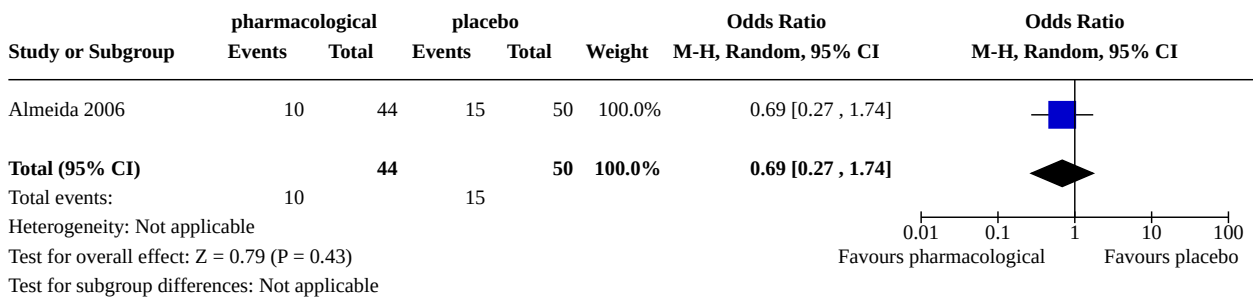 pharmacological placebo Odds Ratio Odds Ratio
Study or Subgroup Events Total Events Total Weight M-H, Random, 95% CI M-H, Random, 95% CI
Almeida 2006 10 44 15 50 100.0% 0.69 [0.27 , 1.74]
Total (95% CI) 44 50 100.0% 0.69 [0.27 , 1.74]
Total events: 10 15
Heterogeneity: Not applicable
0.01 0.1 1 10 100
Test for overall effect: Z = 0.79 (P = 0.43) Favours pharmacological Favours placebo
Test for subgroup differences: Not applicable